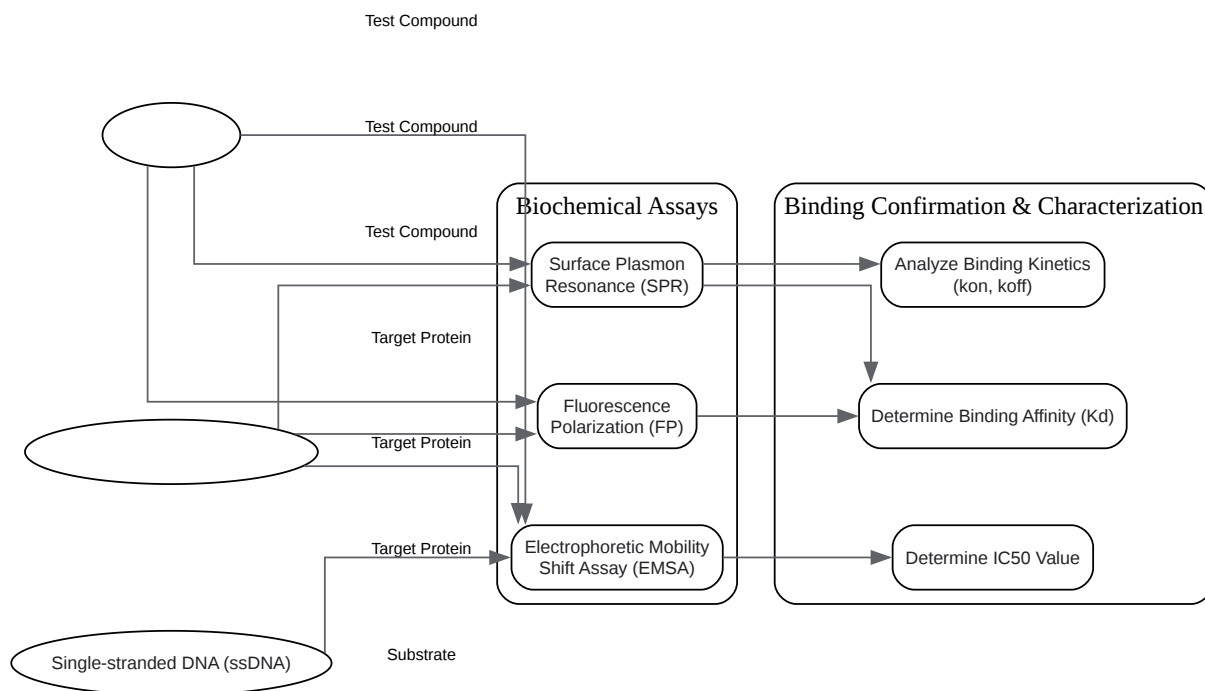 Test Compound
Test Compound
Biochemical Assays
Binding Confirmation & Characterization
Test Compound
Surface Plasmon
Resonance (SPR)
Analyze Binding Kinetics
(kon, koff)
Target Protein
Fluorescence
Polarization (FP)
Determine Binding Affinity (Kd)
Target Protein
Target Protein
Electrophoretic Mobility
Shift Assay (EMSA)
Determine IC50 Value
Single-stranded DNA (ssDNA)
Substrate